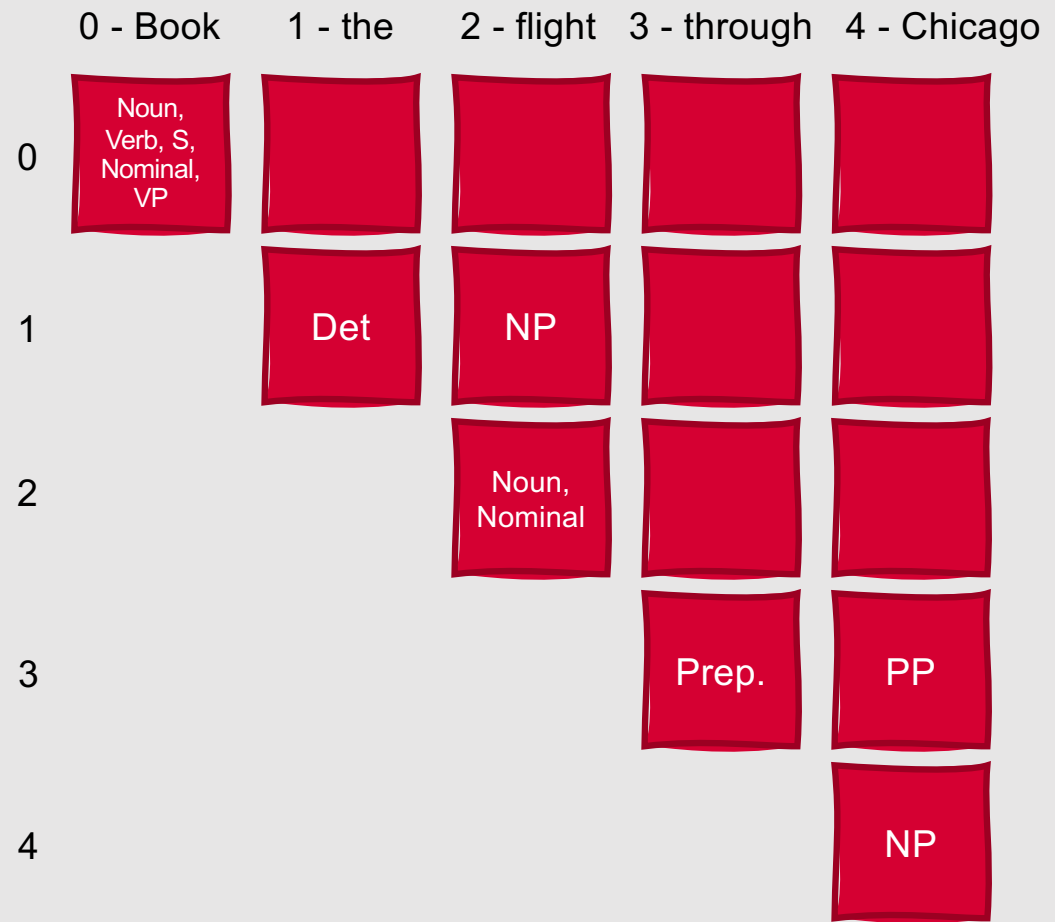 0 - Book 1 - the 2 - flight 3 - through 4 - Chicago
0
Noun,
Verb, S,
Nominal,
VP
1
Det
NP
2
Noun,
Nominal
3
Prep.
PP
4
NP